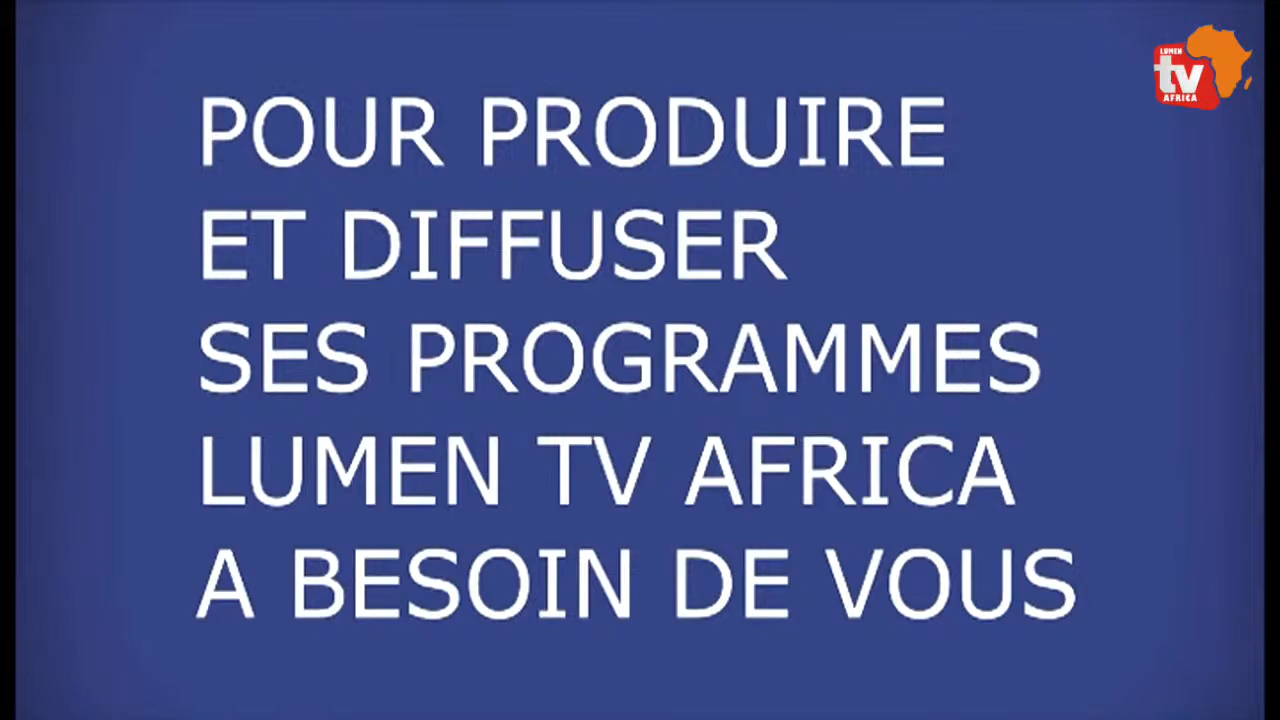 LUMEN
tv
AFRICA
POUR PRODUIRE
ET DIFFUSER
SES PROGRAMMES
LUMEN TV AFRICA
A BESOIN DE VOUS